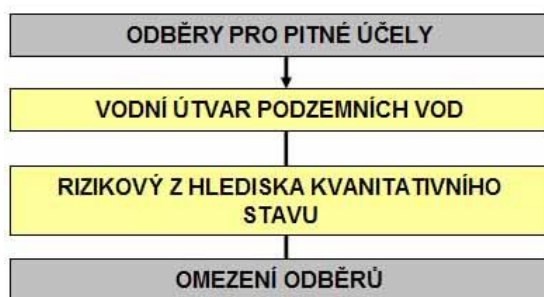 ODBĚRY PRO PITNÉ ÚČELY
VODNÍ ÚTVAR PODZEMNÍCH VOD
RIZIKOVÝ Z HLEDISKA KVANITATIVNÍHO
STAVU
OMEZENÍ ODBĚRŮ